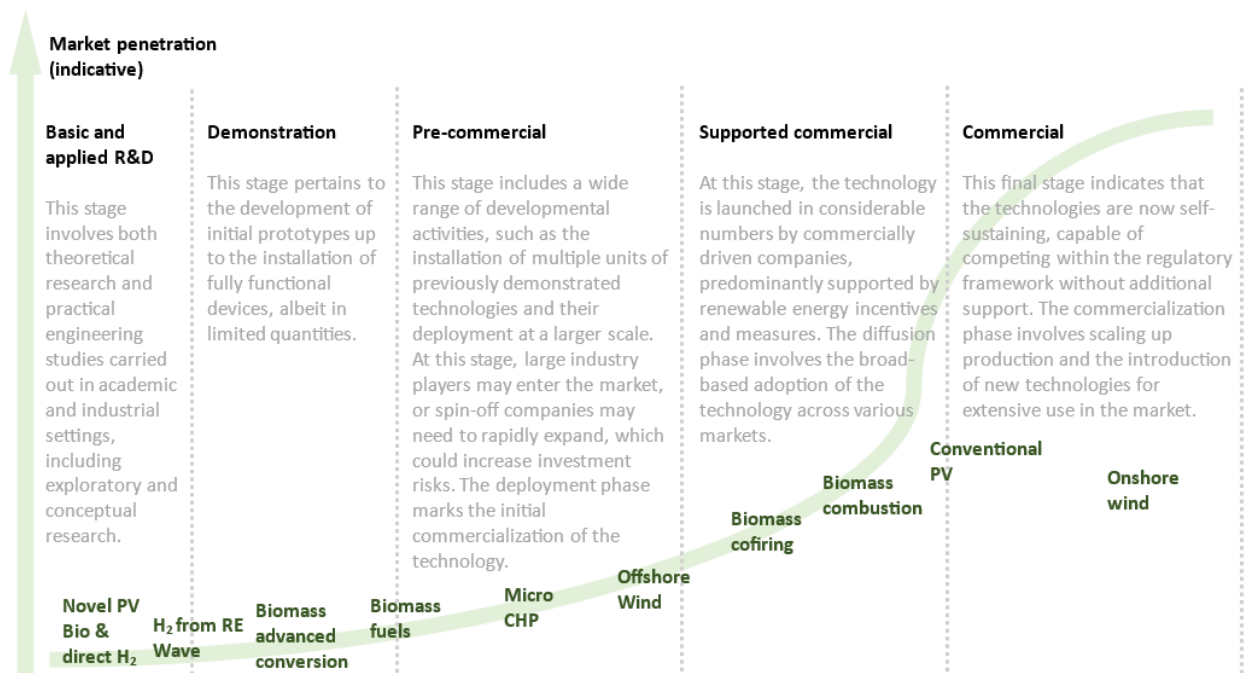 Market penetration
(indicative)
Basic and
applied R&D
This stage
involves both
theoretical
research and
practical
engineering
studies carried
out in academic
and industrial
settings,
including
exploratory and
conceptual
research.
Demonstration
This stage pertains to
the development of
initial prototypes up
to the installation of
fully functional
devices, albeit in
limited quantities.
Pre-commercial
This stage includes a wide
range of developmental
activities, such as the
installation of multiple units of
previously demonstrated
technologies and their
deployment at a larger scale.
At this stage, large industry
players may enter the market,
or spin-off companies may
need to rapidly expand, which
could increase investment
risks. The deployment phase
marks the initial
commercialization of the
technology.
Supported commercial
At this stage, the technology
is launched in considerable
numbers by commercially
driven companies,
predominantly supported by
renewable energy incentives
and measures. The diffusion
phase involves the broad-
based adoption of the
technology across various
markets.
Commercial
This final stage indicates that
the technologies are now self-
sustaining, capable of
competing within the regulatory
framework without additional
support. The commercialization
phase involves scaling up
production and the introduction
of new technologies for
extensive use in the market.
Novel PV
Bio &
direct H₂
H₂ from RE
Wave
Biomass
advanced
conversion
Biomass
fuels
Micro
CHP
Offshore
Wind
Biomass
cofiring
Biomass
combustion
Conventional
PV
Onshore
wind